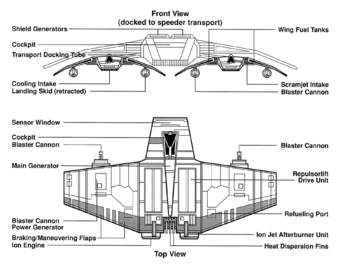 Front View
(docked to speeder transport)
Shield Generators
Wing Fuel Tanks
Cockpit
Transport Docking Tube
Cooling Intake
Scramjet Intake
Landing Skid (retracted)
Blaster Cannon
Sensor Window
Cockpit
Blaster Cannon
Blaster Cannon
Main Generator
Repulsorlift
Drive Unit
Blaster Cannon
Power Generator
Refueling Port
Braking/Maneuvering Flaps
Ion Jet Afterburner Unit
Ion Engine
Heat Dispersion Fins
Top View